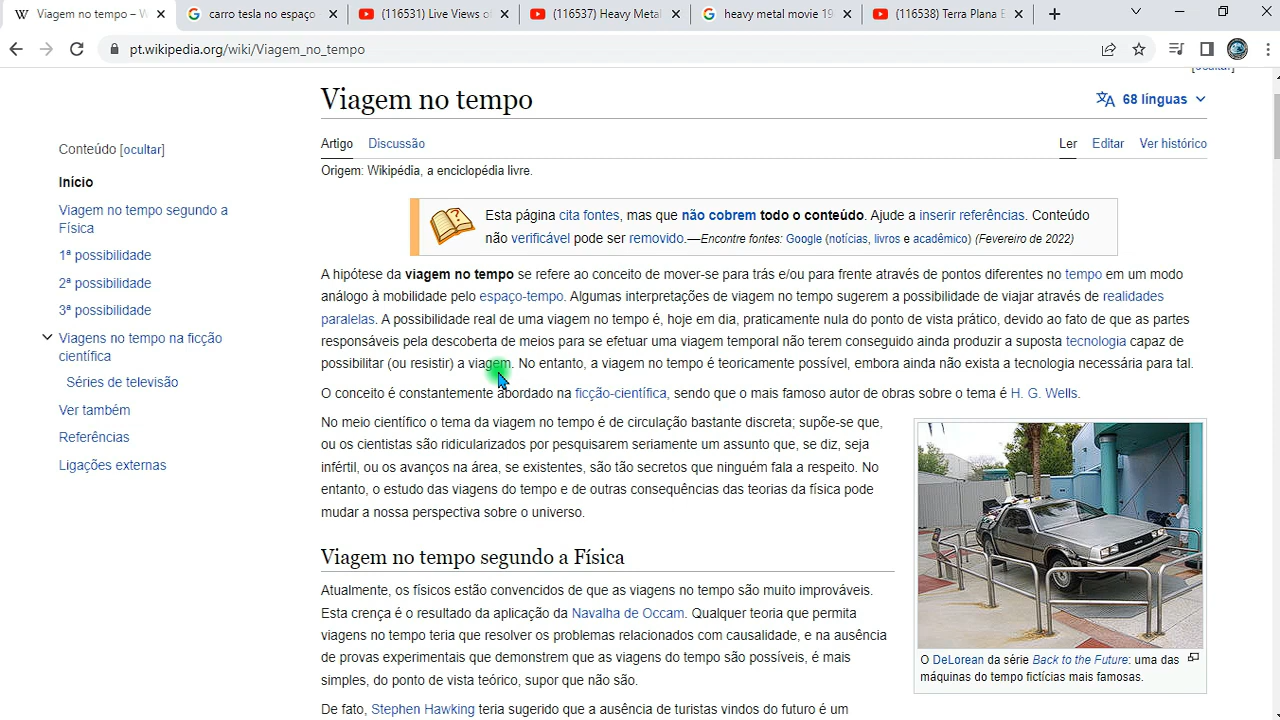 Viagem no tempo – W
carro tesla no espaço
(116531) Live Views o
(116537) Heavy Metal
heavy metal movie 19
(116538) Terra Plana E
pt.wikipedia.org/wiki/Viagem_no_tempo
[ocultar]
Viagem no tempo
68 línguas
Artigo Discussão
Ler Editar Ver histórico
Origem: Wikipédia, a enciclopédia livre.
Conteúdo [ocultar]
Início
Viagem no tempo segundo a
Física
1ª possibilidade
2ª possibilidade
3ª possibilidade
Viagens no tempo na ficção
científica
Séries de televisão
Ver também
Referências
Ligações externas
Esta página cita fontes, mas que não cobrem todo o conteúdo. Ajude a inserir referências. Conteúdo
não verificável pode ser removido.—Encontre fontes: Google (notícias, livros e acadêmico) (Fevereiro de 2022)
A hipótese da viagem no tempo se refere ao conceito de mover-se para trás e/ou para frente através de pontos diferentes no tempo em um modo
análogo à mobilidade pelo espaço-tempo. Algumas interpretações de viagem no tempo sugerem a possibilidade de viajar através de realidades
paralelas. A possibilidade real de uma viagem no tempo é, hoje em dia, praticamente nula do ponto de vista prático, devido ao fato de que as partes
responsáveis pela descoberta de meios para se efetuar uma viagem temporal não terem conseguido ainda produzir a suposta tecnologia capaz de
possibilitar (ou resistir) a viagem. No entanto, a viagem no tempo é teoricamente possível, embora ainda não exista a tecnologia necessária para tal.
O conceito é constantemente abordado na ficção-científica, sendo que o mais famoso autor de obras sobre o tema é H. G. Wells.
No meio científico o tema da viagem no tempo é de circulação bastante discreta; supõe-se que,
ou os cientistas são ridicularizados por pesquisarem seriamente um assunto que, se diz, seja
infértil, ou os avanços na área, se existentes, são tão secretos que ninguém fala a respeito. No
entanto, o estudo das viagens do tempo e de outras consequências das teorias da física pode
mudar a nossa perspectiva sobre o universo.
Viagem no tempo segundo a Física
Atualmente, os físicos estão convencidos de que as viagens no tempo são muito improváveis.
Esta crença é o resultado da aplicação da Navalha de Occam. Qualquer teoria que permita
viagens no tempo teria que resolver os problemas relacionados com causalidade, e na ausência
de provas experimentais que demonstrem que as viagens do tempo são possíveis, é mais
simples, do ponto de vista teórico, supor que não são.
De fato, Stephen Hawking teria sugerido que a ausência de turistas vindos do futuro é um
O DeLorean da série Back to the Future: uma das
máquinas do tempo fictícias mais famosas.